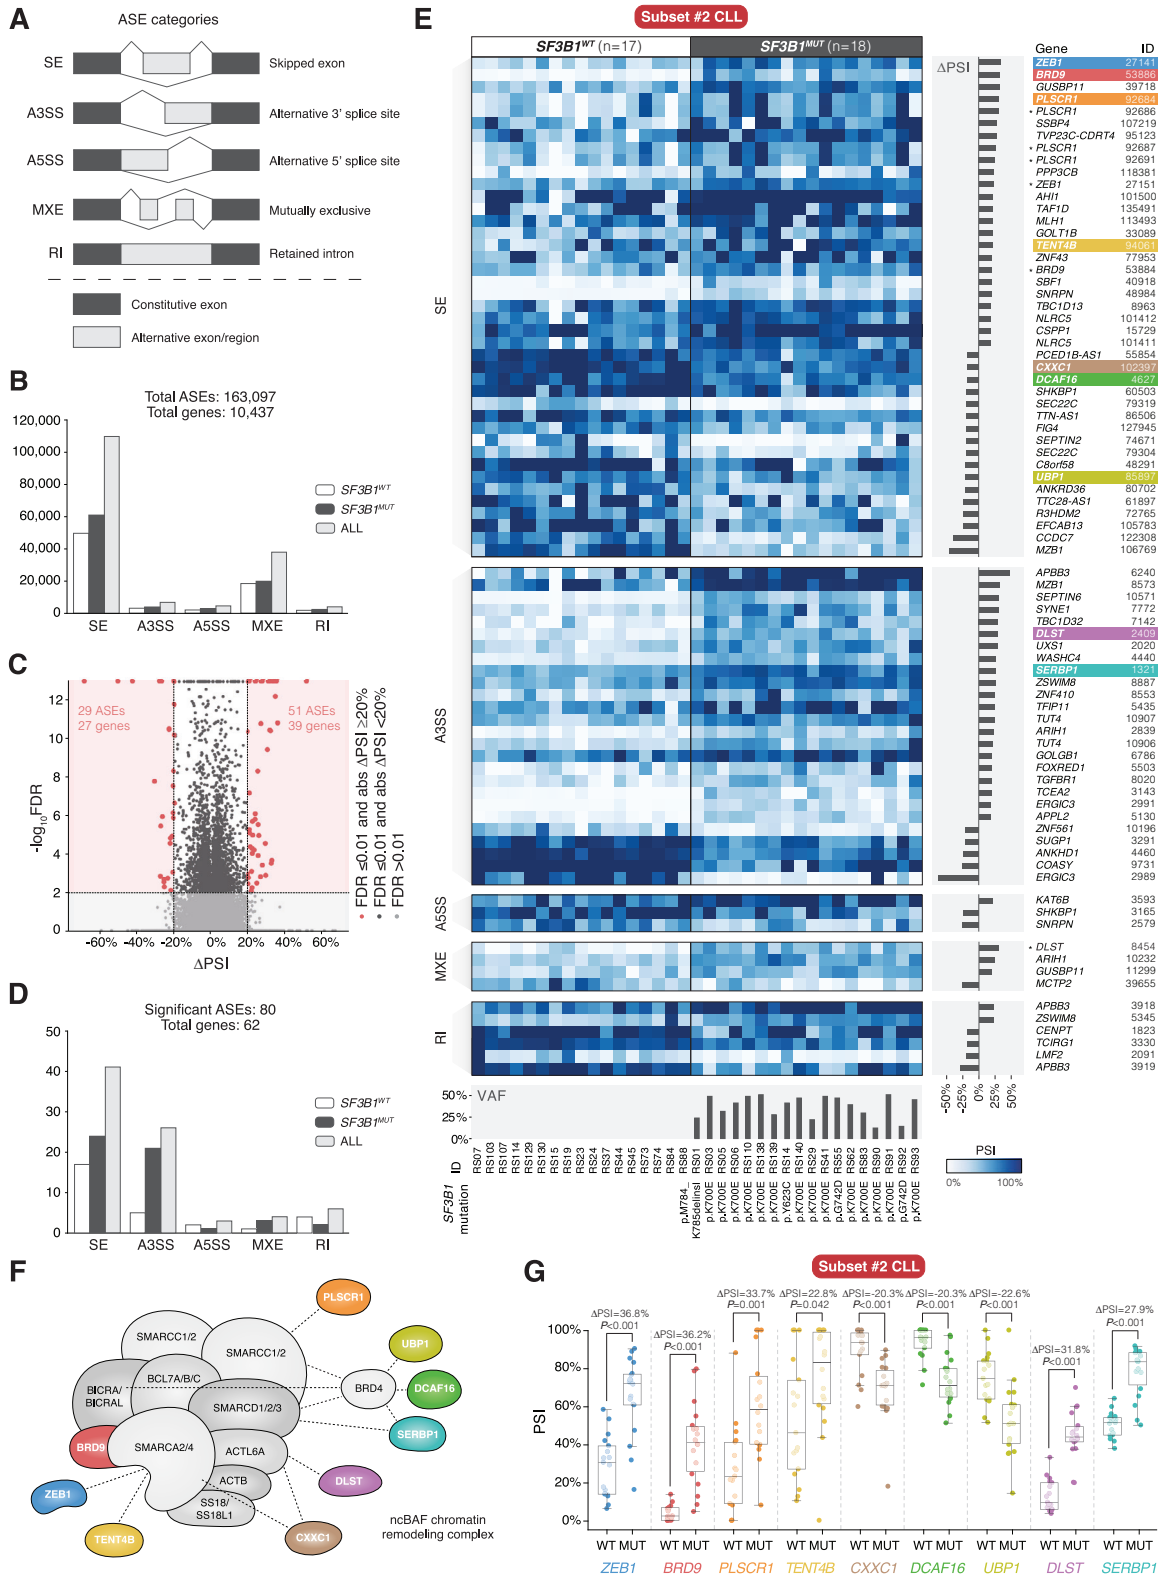 A
ASE categories
SE
Skipped exon
A3SS
Alternative 3' splice site
A5SS
Alternative 5' splice site
MXE
Mutually exclusive
RI
Retained intron
Constitutive exon
Alternative exon/region
B
Total ASEs: 163,097
Total genes: 10,437
120,000
100,000
80,000
60,000
40,000
20,000
0
SF3B1WT
SF3B1MUT
ALL
SE A3SS A5SS MXE RI
C
12
10
8
6
4
2
0
-log10FDR
29 ASEs
27 genes
51 ASEs
39 genes
-60% -40% -20% 0% 20% 40% 60%
ΔPSI
FDR ≤0.01 and abs ΔPSI ≥20%
FDR ≤0.01 and abs ΔPSI <20%
FDR >0.01
D
Significant ASEs: 80
Total genes: 62
50
40
30
20
10
0
SF3B1WT
SF3B1MUT
ALL
SE A3SS A5SS MXE RI
E
Subset #2 CLL
SF3B1WT (n=17)
SF3B1MUT (n=18)
ΔPSI
Gene ID
SE
ZEB1 27141
BRD9 53886
GUSBP11 39718
PLSCR1 92684
* PLSCR1 92686
SSBP4 107219
TVP23C-CDRT4 95123
* PLSCR1 92687
* PLSCR1 92691
PPP3CB 118381
* ZEB1 27151
AHI1 101500
TAF1D 135491
MLH1 113493
GOLT1B 33089
TENT4B 94061
ZNF43 77953
* BRD9 53884
SBF1 40918
SNRPN 48984
TBC1D13 8963
NLRC5 101412
CSPP1 15729
NLRC5 101411
PCED1B-AS1 55854
CXXC1 102397
DCAF16 4627
SHKBP1 60503
SEC22C 79319
TTN-AS1 86506
FIG4 127945
SEPTIN2 74671
SEC22C 79304
C8orf58 48291
UBP1 85897
ANKRD36 80702
TTC28-AS1 61897
R3HDM2 72765
EFCAB13 105783
CCDC7 122308
MZB1 106769
A3SS
APBB3 6240
MZB1 8573
SEPTIN6 10571
SYNE1 7772
TBC1D32 7142
DLST 2409
UXS1 2020
WASHC4 4440
SERBP1 1321
ZSWIM8 8887
ZNF410 8553
TFIP11 5435
TUT4 10907
ARIH1 2839
TUT4 10906
GOLGB1 6786
FOXRED1 5503
TGFBR1 8020
TCEA2 3143
ERGIC3 2991
APPL2 5130
ZNF561 10196
SUGP1 3291
ANKHD1 4460
COASY 9731
ERGIC3 2989
A5SS
KAT6B 3593
SHKBP1 3165
SNRPN 2579
MXE
* DLST 8454
ARIH1 10232
GUSBP11 11299
MCTP2 39655
RI
APBB3 3918
ZSWIM8 5345
CENPT 1823
TCIRG1 3330
LMF2 2091
APBB3 3919
-50% -25% 0% 25% 50%
VAF
50%
25%
0%
PSI
0% 100%
ID
RS07 RS103 RS107 RS114 RS129 RS130 RS15 RS19 RS23 RS24 RS37 RS44 RS45 RS73 RS74 RS84 RS88 RS01 RS03 RS05 RS06 RS110 RS138 RS139 RS14 RS140 RS29 RS41 RS55 RS62 RS83 RS90 RS91 RS92 RS93
SF3B1 mutation
p.M784_K785delinsI p.K700E p.K700E p.K700E p.K700E p.K700E p.K700E p.Y623C p.K700E p.K700E p.K700E p.G742D p.K700E p.K700E p.K700E p.K700E p.G742D p.K700E
F
PLSCR1
SMARCC1/2
SMARCC1/2
UBP1
BCL7A/B/C
BICRA/
BICRAL
BRD4
DCAF16
SMARCD1/2/3
SERBP1
BRD9
SMARCA2/4
ACTL6A
DLST
ACTB
ZEB1
SS18/
SS18L1
TENT4B
CXXC1
ncBAF chromatin
remodeling complex
G
Subset #2 CLL
PSI
100%
80%
60%
40%
20%
0%
ΔPSI=36.8%
P<0.001
ΔPSI=36.2%
P<0.001
ΔPSI=33.7%
P=0.001
ΔPSI=22.8%
P=0.042
ΔPSI=-20.3%
P<0.001
ΔPSI=-20.3%
P<0.001
ΔPSI=-22.6%
P<0.001
ΔPSI=31.8%
P<0.001
ΔPSI=27.9%
P<0.001
WT MUT WT MUT WT MUT WT MUT WT MUT WT MUT WT MUT WT MUT WT MUT
ZEB1 BRD9 PLSCR1 TENT4B CXXC1 DCAF16 UBP1 DLST SERBP1